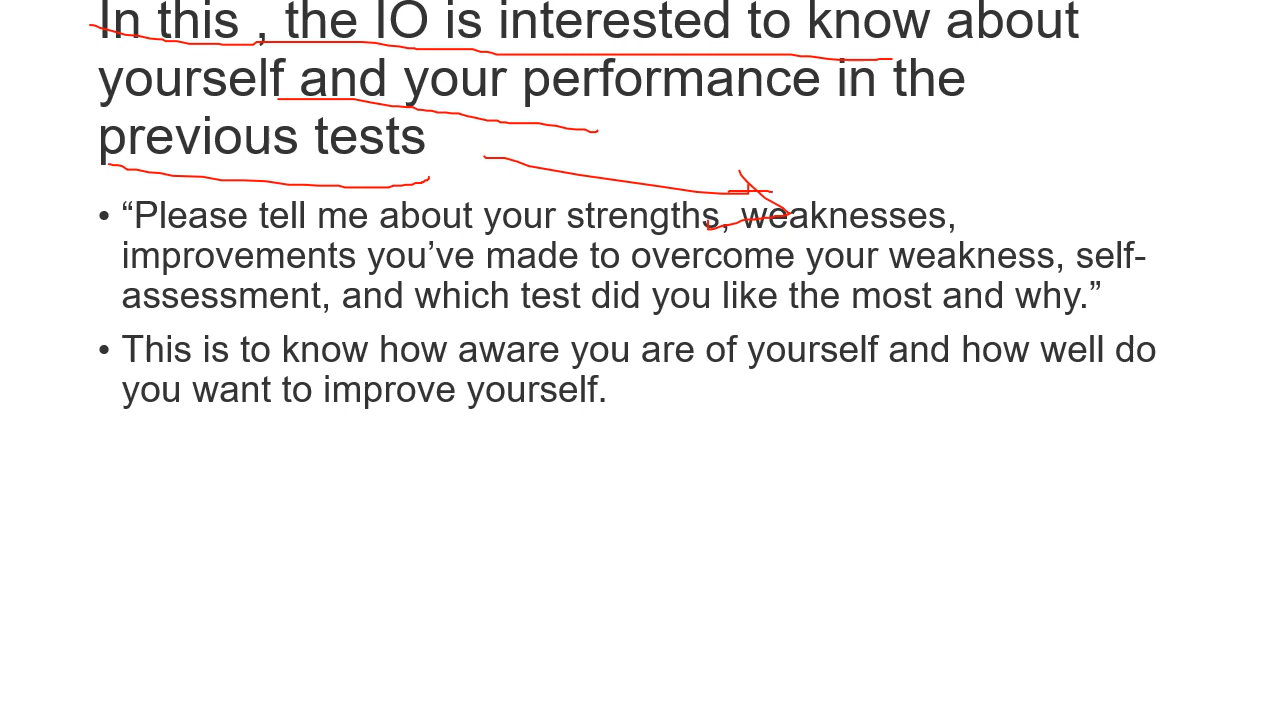 In this , the IO is interested to know about
yourself and your performance in the
previous tests
• “Please tell me about your strengths, weaknesses,
improvements you’ve made to overcome your weakness, self-
assessment, and which test did you like the most and why.”
• This is to know how aware you are of yourself and how well do
you want to improve yourself.